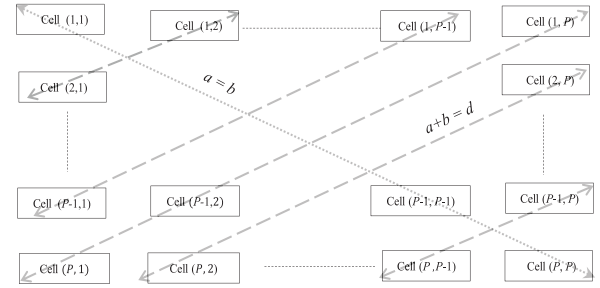 Cell (1,1) Cell (1,2) Cell (1, P-1) Cell (1, P)
a = b
Cell (2,1) Cell (2, P)
a+b = d
Cell (P-1,1) Cell (P-1,2) Cell (P-1, P-1) Cell (P-1, P)
Cell (P, 1) Cell (P, 2) Cell (P ,P-1) Cell (P, P)